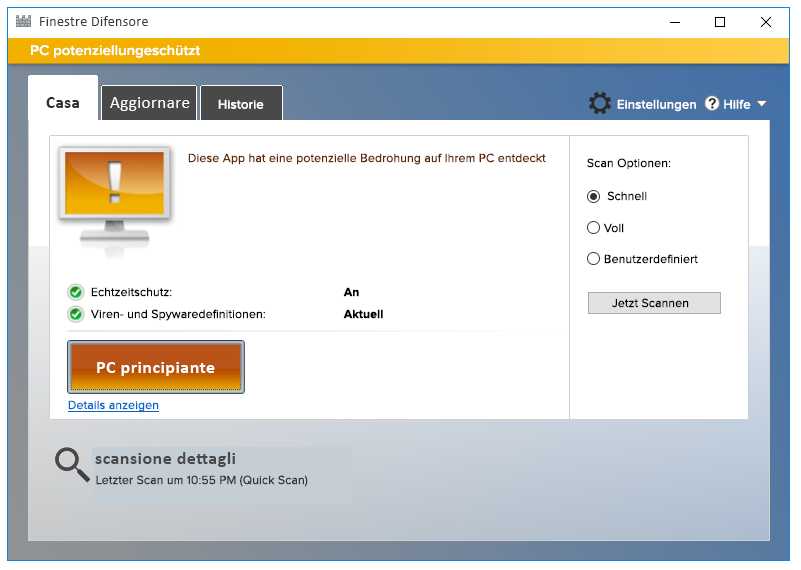 Finestre Difensore
PC potenziellungeschützt
Casa
Aggiornare
Historie
Einstellungen
? Hilfe
Diese App hat eine potenzielle Bedrohung auf Ihrem PC entdeckt
Echtzeitschutz: An
Viren- und Spywaredefinitionen: Aktuell
PC principiante
Details anzeigen
Scan Optionen:
Schnell
Voll
Benutzerdefiniert
Jetzt Scannen
scansione dettagli
Letzter Scan um 10:55 PM (Quick Scan)